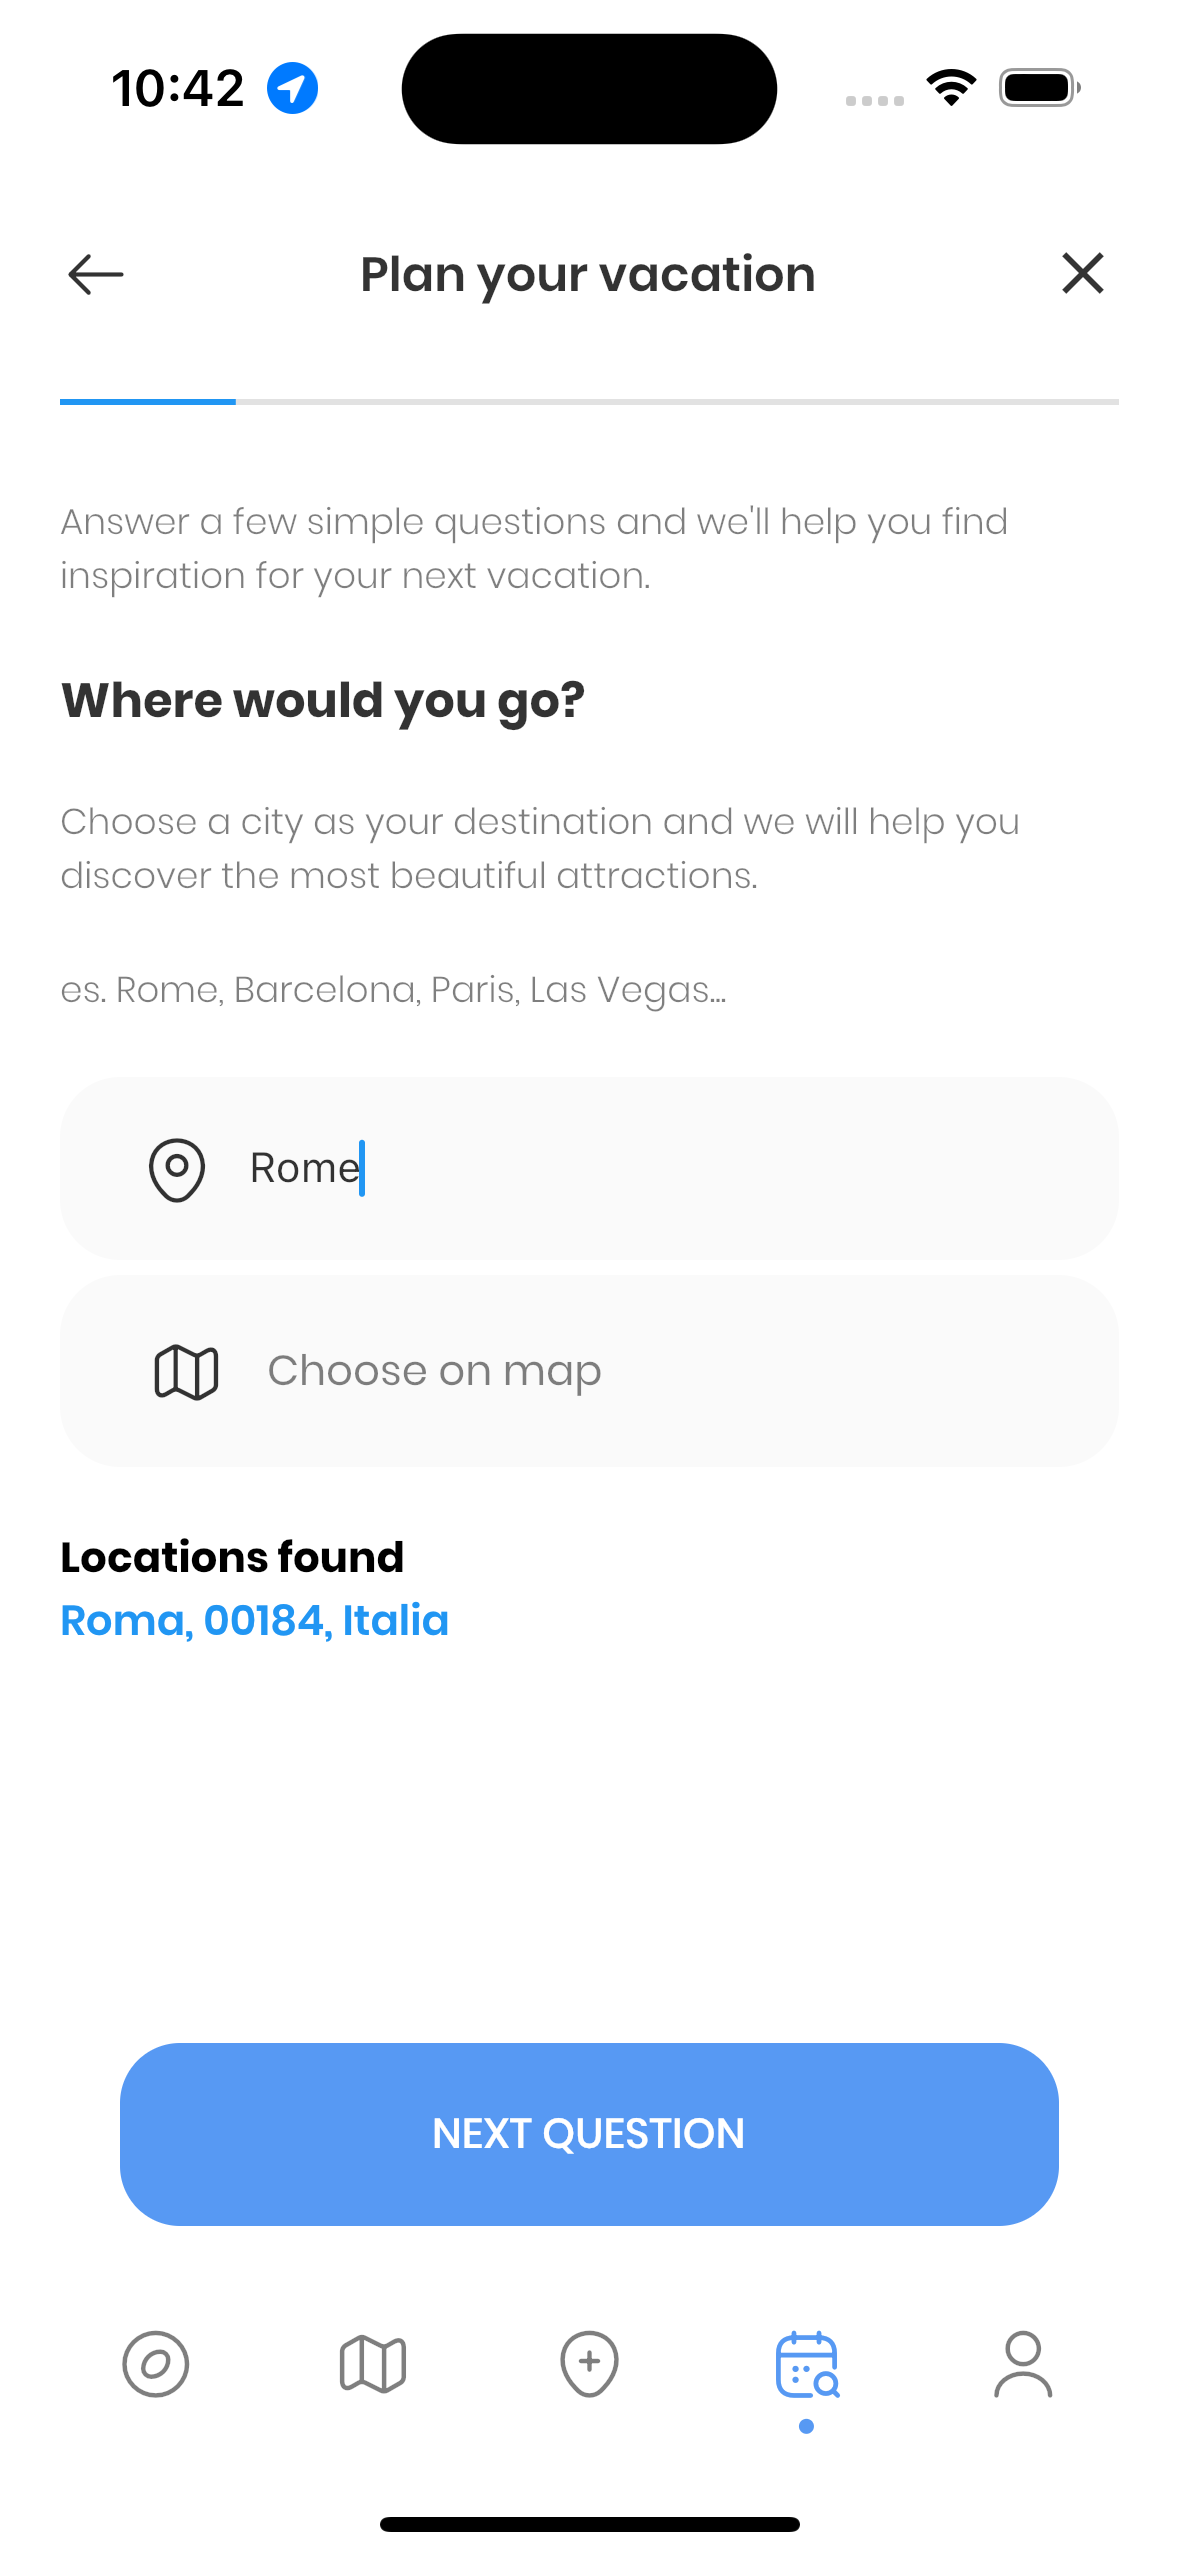 10:42
Plan your vacation
Answer a few simple questions and we'll help you find
inspiration for your next vacation.
Where would you go?
Choose a city as your destination and we will help you
discover the most beautiful attractions.
es. Rome, Barcelona, Paris, Las Vegas...
Rome
Choose on map
Locations found
Roma, 00184, Italia
NEXT QUESTION